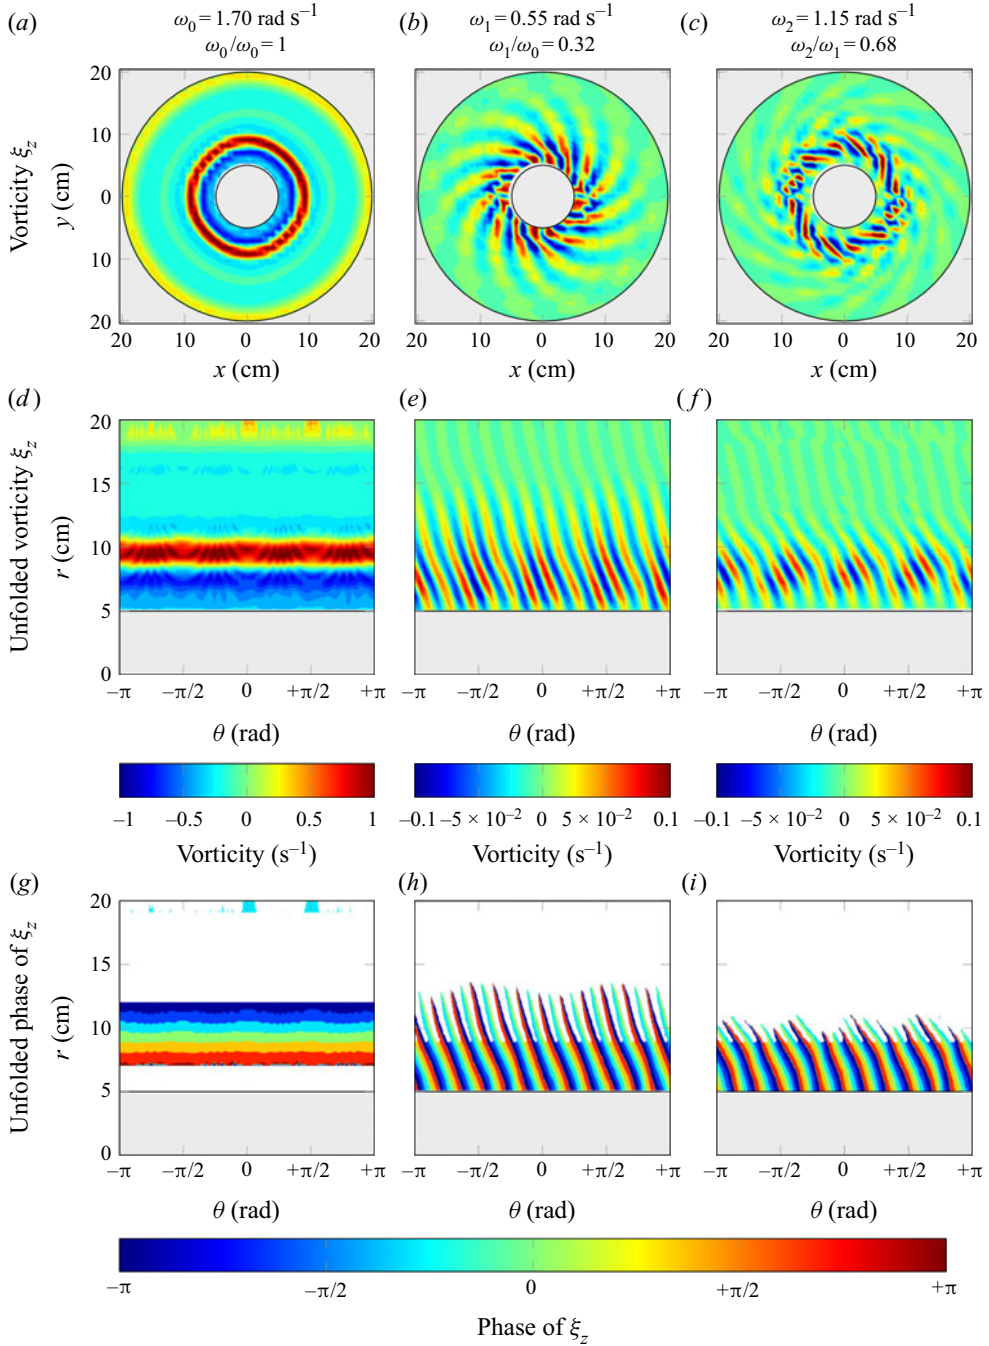 (a) ω₀ = 1.70 rad s⁻¹
ω₀/ω₀ = 1
(b) ω₁ = 0.55 rad s⁻¹
ω₁/ω₀ = 0.32
(c) ω₂ = 1.15 rad s⁻¹
ω₂/ω₁ = 0.68
Vorticity ξ_z
y (cm)
20
10
0
10
20
20 10 0 10 20
20 10 0 10 20
20 10 0 10 20
x (cm)
x (cm)
x (cm)
(d)
(e)
(f)
Unfolded vorticity ξ_z
r (cm)
20
15
10
5
0
–π –π/2 0 +π/2 +π
–π –π/2 0 +π/2 +π
–π –π/2 0 +π/2 +π
θ (rad)
θ (rad)
θ (rad)
–1 –0.5 0 0.5 1
–0.1 –5 × 10⁻² 0 5 × 10⁻² 0.1
–0.1 –5 × 10⁻² 0 5 × 10⁻² 0.1
Vorticity (s⁻¹)
Vorticity (s⁻¹)
Vorticity (s⁻¹)
(g)
(h)
(i)
Unfolded phase of ξ_z
r (cm)
20
15
10
5
0
–π –π/2 0 +π/2 +π
–π –π/2 0 +π/2 +π
–π –π/2 0 +π/2 +π
θ (rad)
θ (rad)
θ (rad)
–π –π/2 0 +π/2 +π
Phase of ξ_z